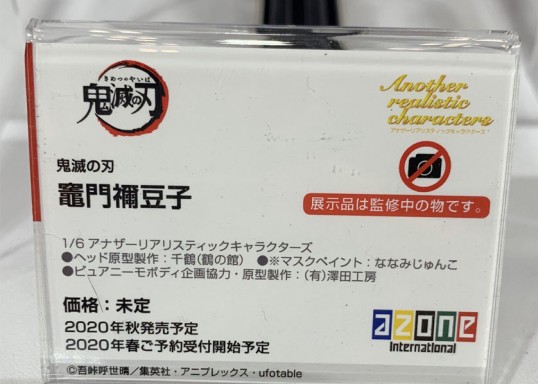 きめつのやいば
鬼滅の刃
Another
realistic
characters
アナザーリアリスティックキャラクターズ
鬼滅の刃
竈門禰豆子
展示品は監修中の物です。
1/6 アナザーリアリスティックキャラクターズ
●ヘッド原型製作：千鶴(鶴の館)　●※マスクペイント：ななみじゅんこ
●ピュアニーモボディ企画協力・原型製作：(有)澤田工房
価格：未定
2020年秋発売予定
2020年春ご予約受付開始予定
azone
International
©吾峠呼世晴／集英社・アニプレックス・ufotable